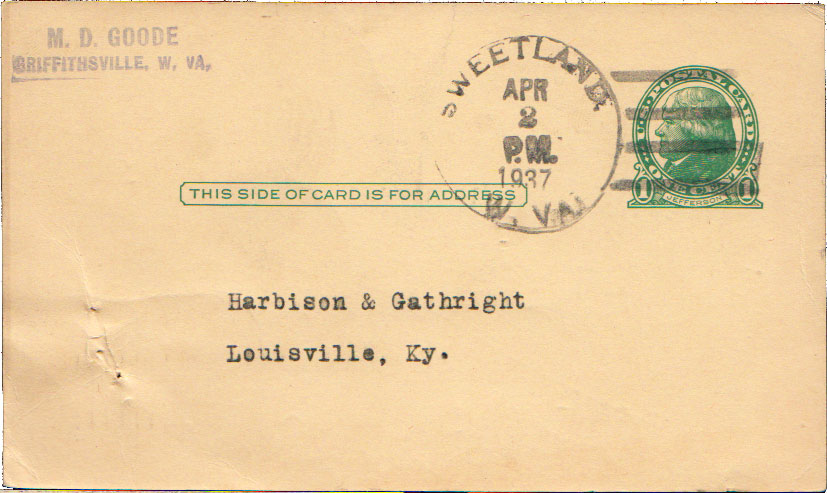 M. D. GOODE
GRIFFITHSVILLE, W. VA,
SWEETLAND,
APR
2
P.M.
1937
W. VA.
U.S. POSTAL CARD
ONE CENT
1 JEFFERSON 1
THIS SIDE OF CARD IS FOR ADDRESS
Harbison & Gathright
Louisville, Ky.